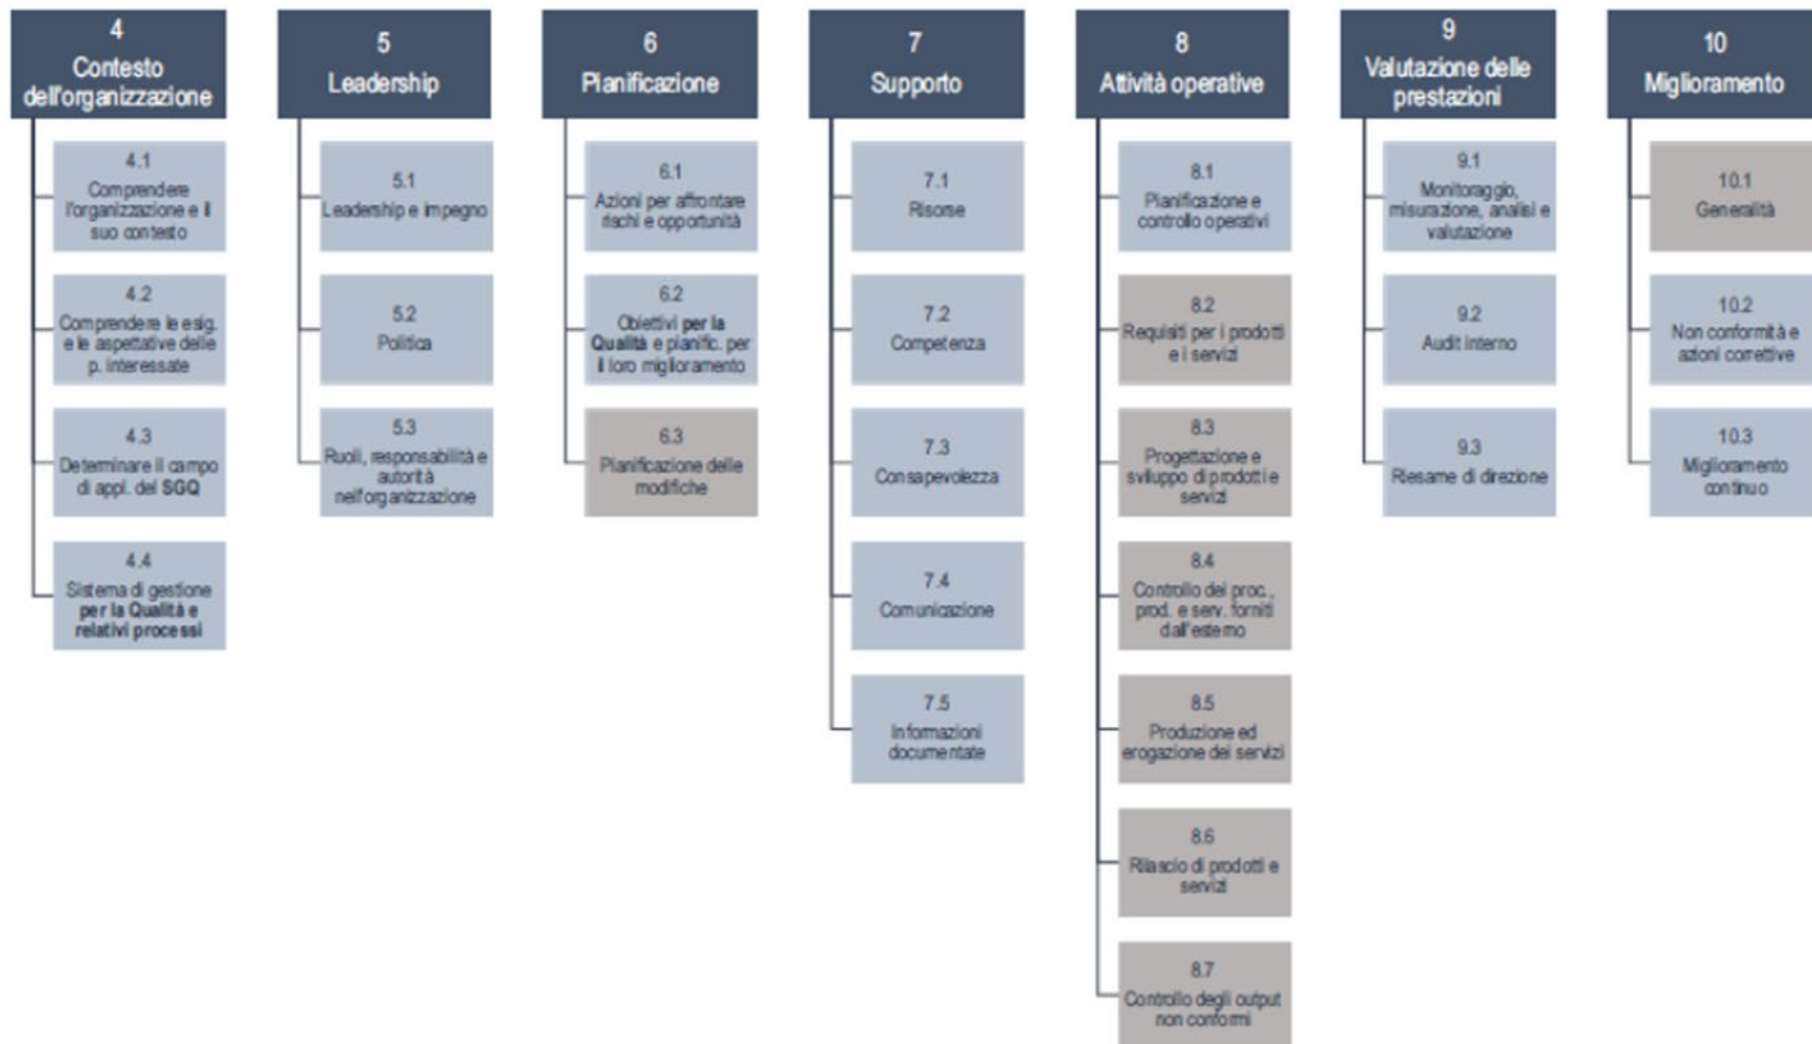 4
Contesto
dell'organizzazione
4.1
Comprendere
l'organizzazione e il
suo contesto
4.2
Comprendere le esig.
e le aspettative delle
p. interessate
4.3
Determinare il campo
di appl. del SGQ
4.4
Sistema di gestione
per la Qualità e
relativi processi
5
Leadership
5.1
Leadership e impegno
5.2
Politica
5.3
Ruoli, responsabilità e
autorità
nell'organizzazione
6
Pianificazione
6.1
Azioni per affrontare
rischi e opportunità
6.2
Obiettivi per la
Qualità e planific. per
il loro miglioramento
6.3
Pianificazione delle
modifiche
7
Supporto
7.1
Risorse
7.2
Competenza
7.3
Consapevolezza
7.4
Comunicazione
7.5
Informazioni
documentate
8
Attività operative
8.1
Pianificazione e
controllo operativi
8.2
Requisiti per i prodotti
e i servizi
8.3
Progettazione e
sviluppo di prodotti e
servizi
8.4
Controllo dei proc.,
prod. e serv. forniti
dall'esterno
8.5
Produzione ed
erogazione dei servizi
8.6
Rilascio di prodotti e
servizi
8.7
Controllo degli output
non conformi
9
Valutazione delle
prestazioni
9.1
Monitoraggio,
misurazione, analisi e
valutazione
9.2
Audit interno
9.3
Riesame di direzione
10
Miglioramento
10.1
Generalità
10.2
Non conformità e
azioni correttive
10.3
Miglioramento
continuo